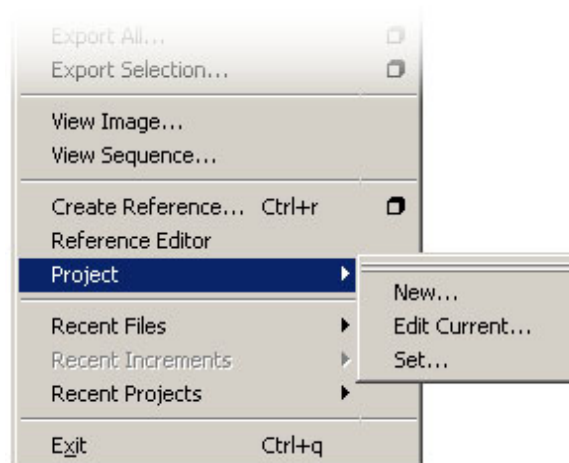 Export All...
Export Selection...
View Image...
View Sequence...
Create Reference... Ctrl+r
Reference Editor
Project
New...
Edit Current...
Set...
Recent Files
Recent Increments
Recent Projects
Exit Ctrl+q